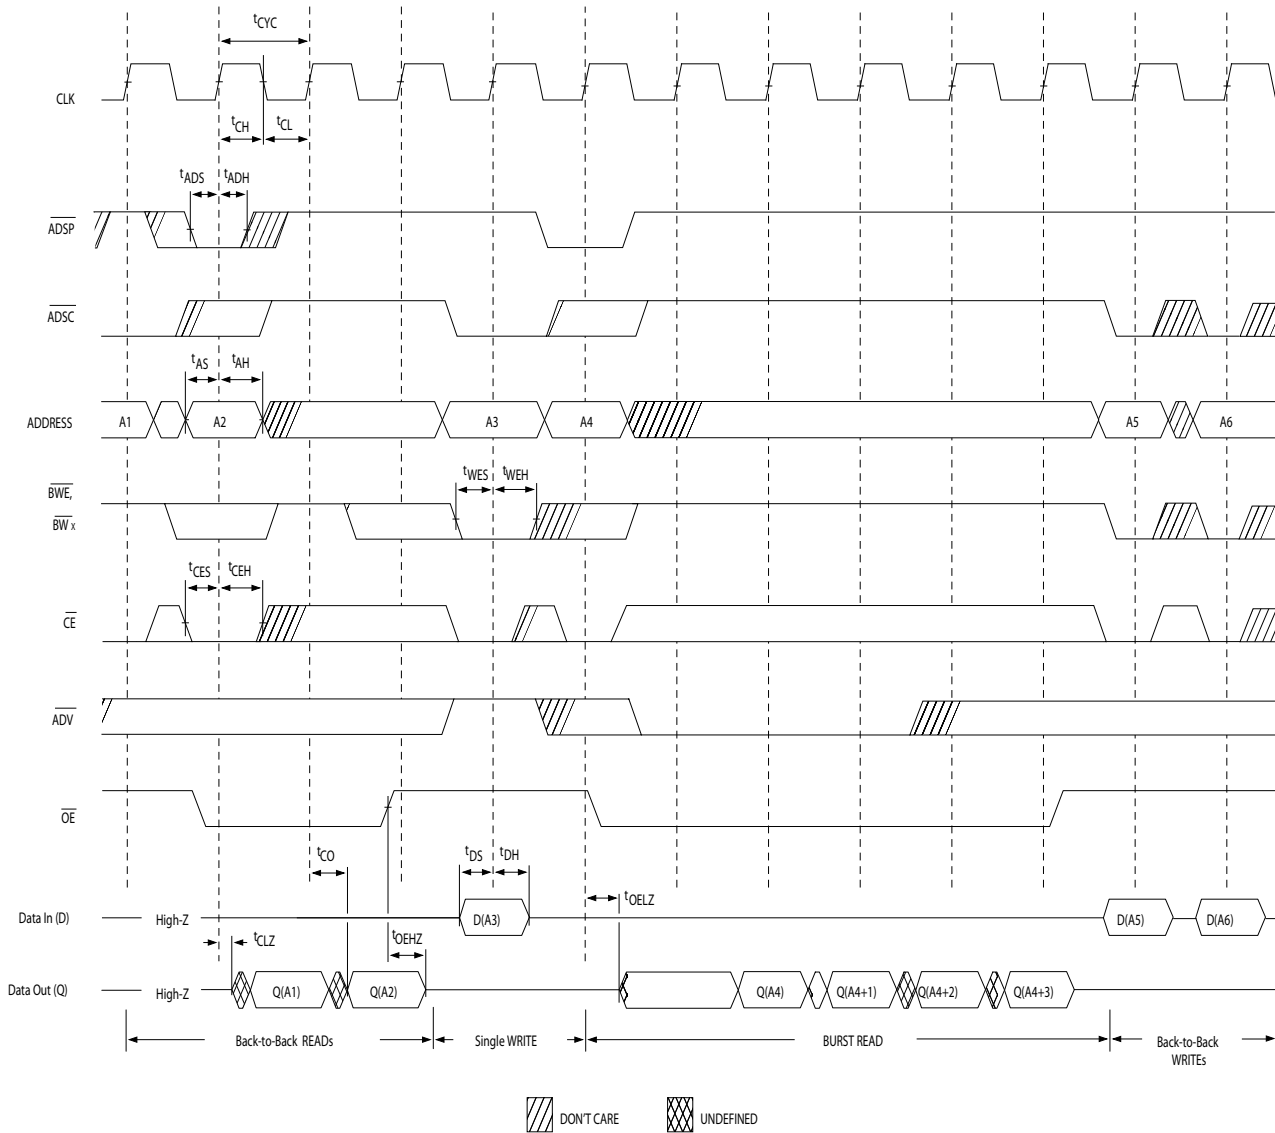 tCYC
CLK
tCH
tCL
tADS
tADH
ADSP
ADSC
tAS
tAH
ADDRESS
A1
A2
A3
A4
A5
A6
tWES
tWEH
BWE,
BW x
tCES
tCEH
CE
ADV
OE
tCO
tDS
tDH
tOELZ
Data In (D)
High-Z
D(A3)
D(A5)
D(A6)
tCLZ
tOEHZ
Data Out (Q)
High-Z
Q(A1)
Q(A2)
Q(A4)
Q(A4+1)
Q(A4+2)
Q(A4+3)
Back-to-Back READs
Single WRITE
BURST READ
Back-to-Back
WRITEs
DON'T CARE
UNDEFINED